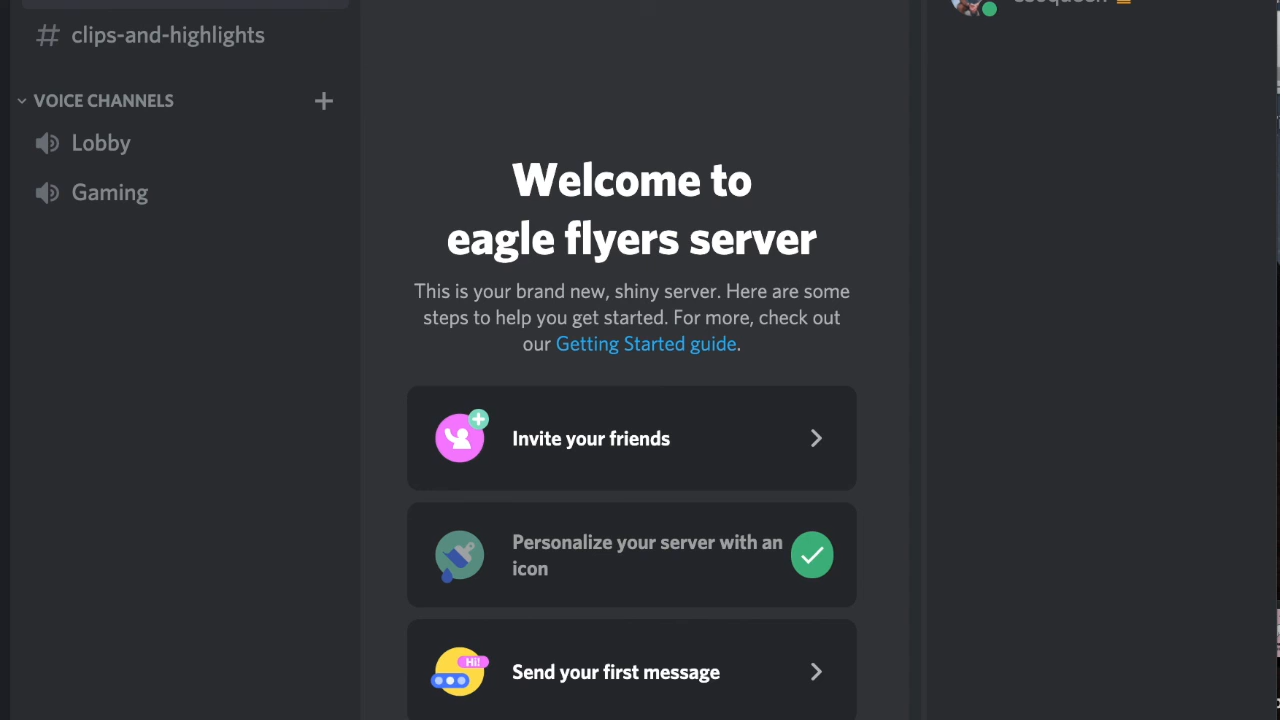 # clips-and-highlights
VOICE CHANNELS
Lobby
Gaming
Welcome to
eagle flyers server
This is your brand new, shiny server. Here are some
steps to help you get started. For more, check out
our Getting Started guide.
Invite your friends
Personalize your server with an
icon
Hi!
Send your first message